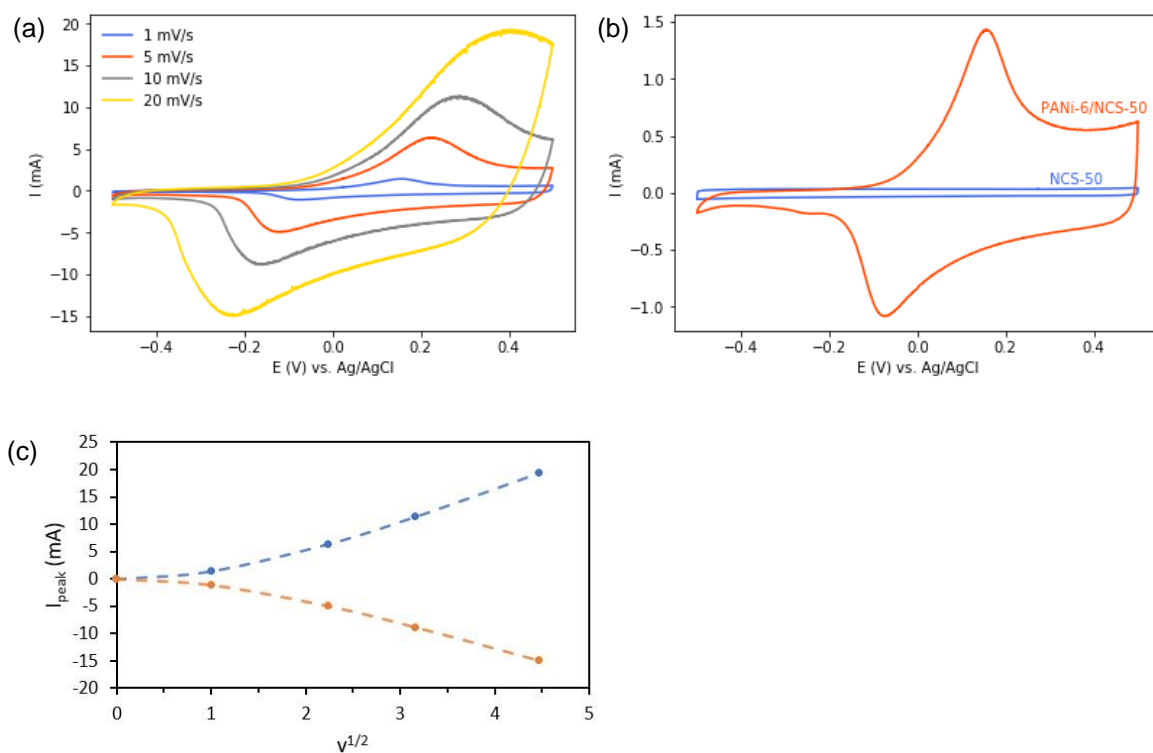 (a)
1 mV/s
5 mV/s
10 mV/s
20 mV/s
20
15
10
5
0
−5
−10
−15
I (mA)
−0.4 −0.2 0.0 0.2 0.4
E (V) vs. Ag/AgCl
(b)
1.5
1.0
0.5
0.0
−0.5
−1.0
I (mA)
PANi-6/NCS-50
NCS-50
−0.4 −0.2 0.0 0.2 0.4
E (V) vs. Ag/AgCl
(c)
25
20
15
10
5
0
-5
-10
-15
-20
I_peak (mA)
0 1 2 3 4 5
v^1/2